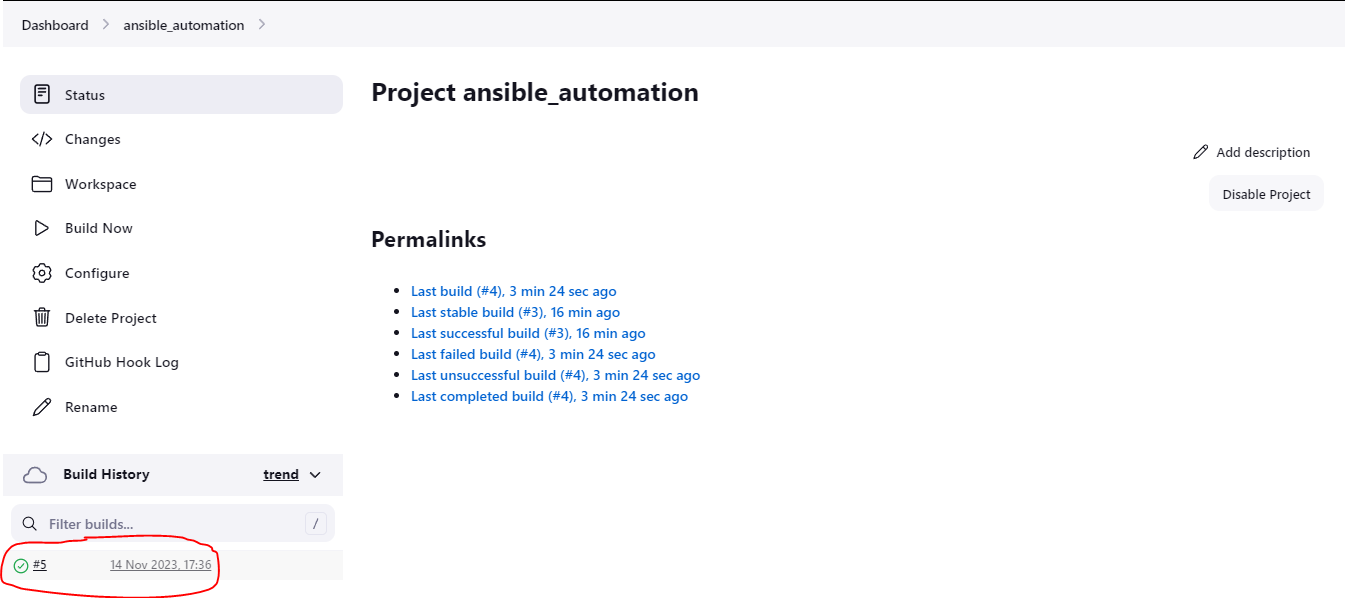 Dashboard > ansible_automation >
Status
Changes
Workspace
Build Now
Configure
Delete Project
GitHub Hook Log
Rename
Build History trend
Filter builds... /
#5 14 Nov 2023, 17:36
Project ansible_automation
Add description
Disable Project
Permalinks
Last build (#4), 3 min 24 sec ago
Last stable build (#3), 16 min ago
Last successful build (#3), 16 min ago
Last failed build (#4), 3 min 24 sec ago
Last unsuccessful build (#4), 3 min 24 sec ago
Last completed build (#4), 3 min 24 sec ago